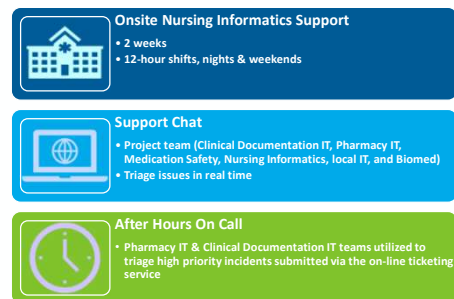 Onsite Nursing Informatics Support
• 2 weeks
• 12-hour shifts, nights & weekends
Support Chat
• Project team (Clinical Documentation IT, Pharmacy IT,
Medication Safety, Nursing Informatics, local IT, and Biomed)
• Triage issues in real time
After Hours On Call
• Pharmacy IT & Clinical Documentation IT teams utilized to
triage high priority incidents submitted via the on-line ticketing
service